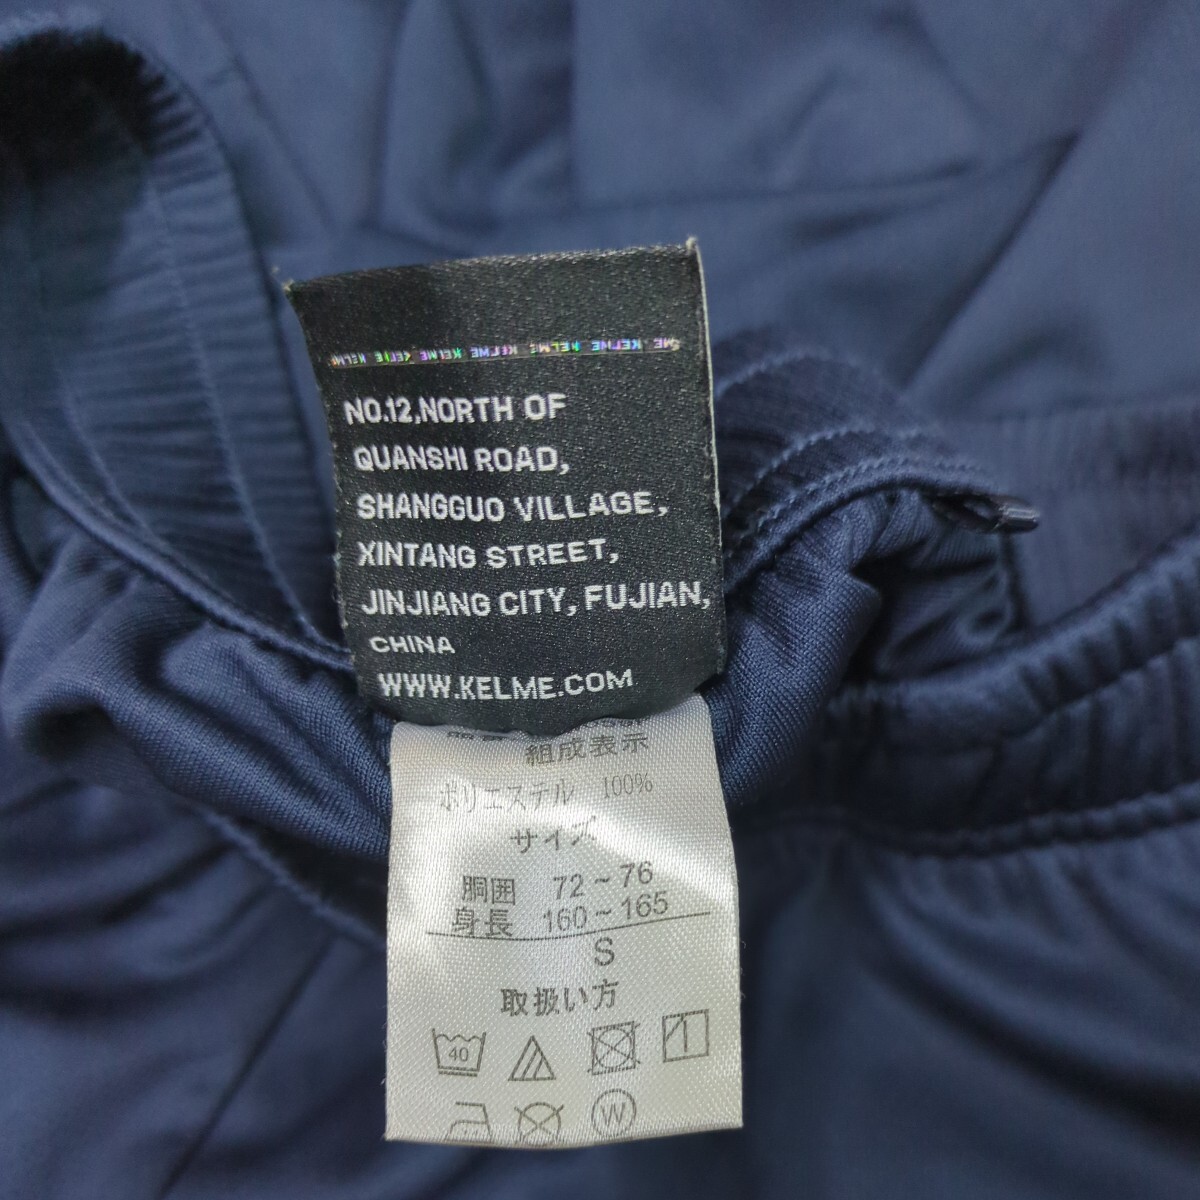 ME KELME KELME KELME KELME KELME KELME
NO.12,NORTH OF
QUANSHI ROAD,
SHANGGUO VILLAGE,
XINTANG STREET,
JINJIANG CITY, FUJIAN,
CHINA
WWW.KELME.COM
組成表示
ポリエステル 100%
サイズ
胴囲 72~76
身長 160~165
S
取扱い方
40
W